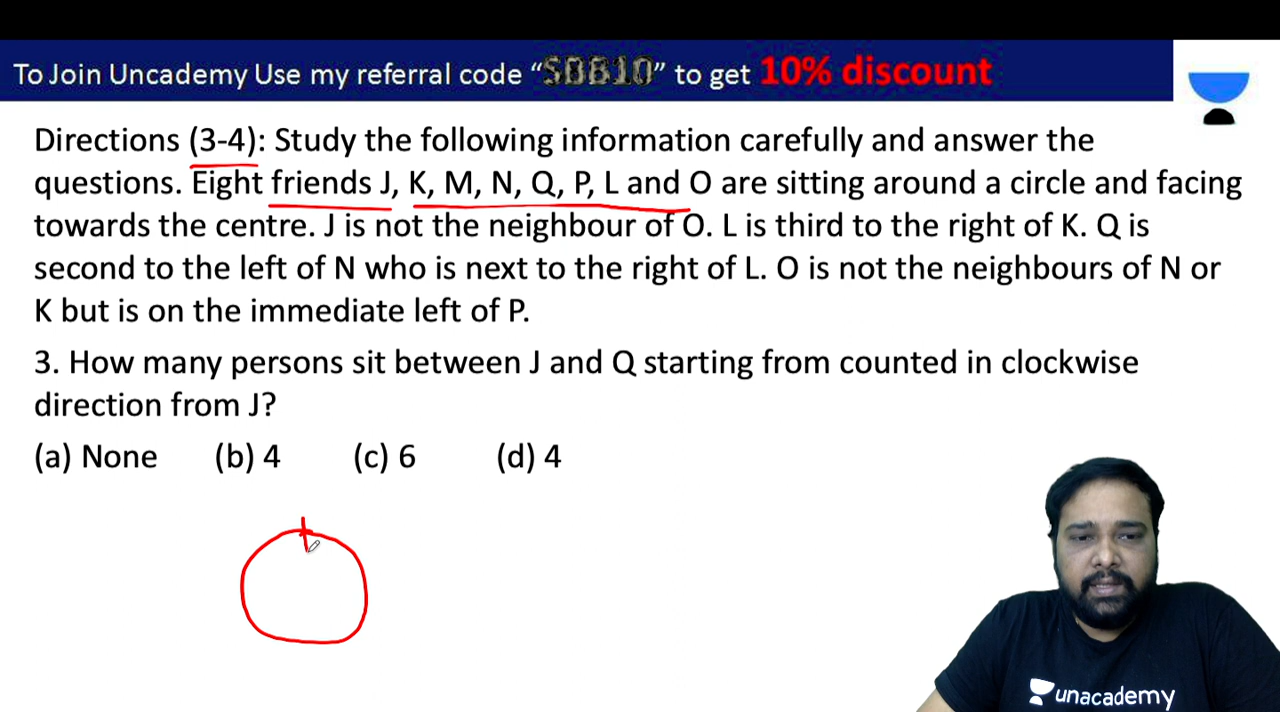 To Join Uncademy Use my referral code “SBB10” to get 10% discount
Directions (3-4): Study the following information carefully and answer the
questions. Eight friends J, K, M, N, Q, P, L and O are sitting around a circle and facing
towards the centre. J is not the neighbour of O. L is third to the right of K. Q is
second to the left of N who is next to the right of L. O is not the neighbours of N or
K but is on the immediate left of P.
3. How many persons sit between J and Q starting from counted in clockwise
direction from J?
(a) None (b) 4 (c) 6 (d) 4
unacademy